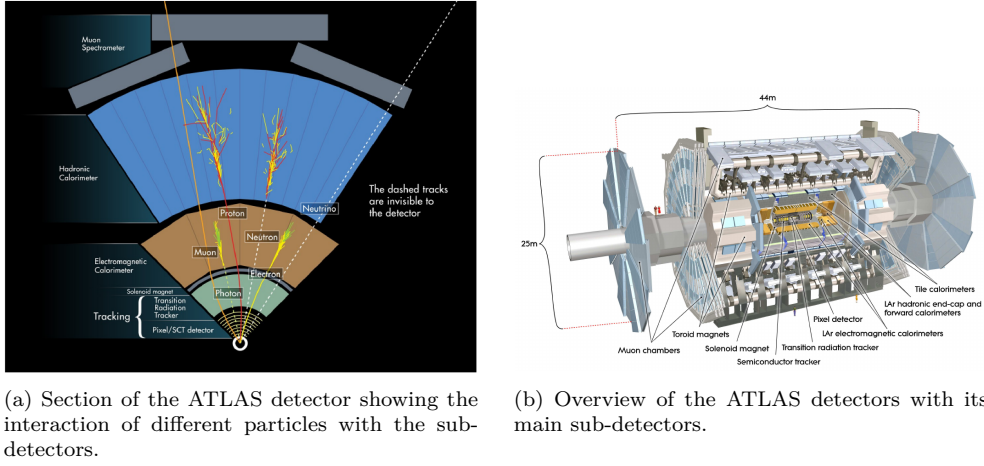 Muon
Spectrometer
Hadronic
Calorimeter
The dashed tracks
are invisible to
the detector
Neutrino
Proton
Neutron
Muon
Electromagnetic
Calorimeter
Electron
Photon
Solenoid magnet
Tracking
Transition
Radiation
Tracker
Pixel/SCT detector
44m
25m
Tile calorimeters
LAr hadronic end-cap and
forward calorimeters
Pixel detector
Toroid magnets
LAr electromagnetic calorimeters
Muon chambers
Solenoid magnet
Transition radiation tracker
Semiconductor tracker
(a) Section of the ATLAS detector showing the
interaction of different particles with the sub-
detectors.
(b) Overview of the ATLAS detectors with its
main sub-detectors.